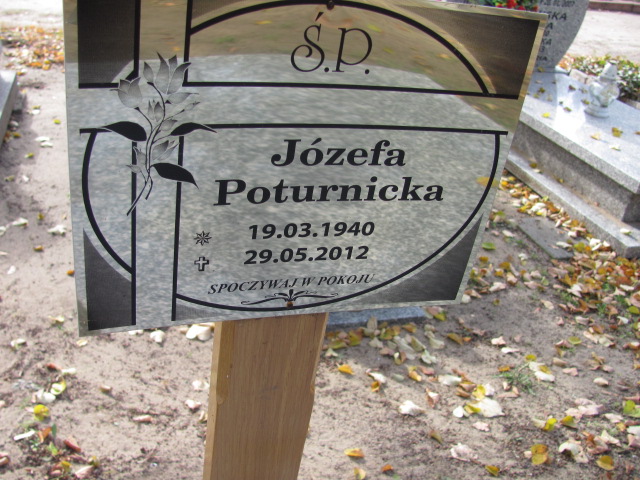 Ś.P.
Józefa
Poturnicka
19.03.1940
29.05.2012
SPOCZYWAJ W POKOJU